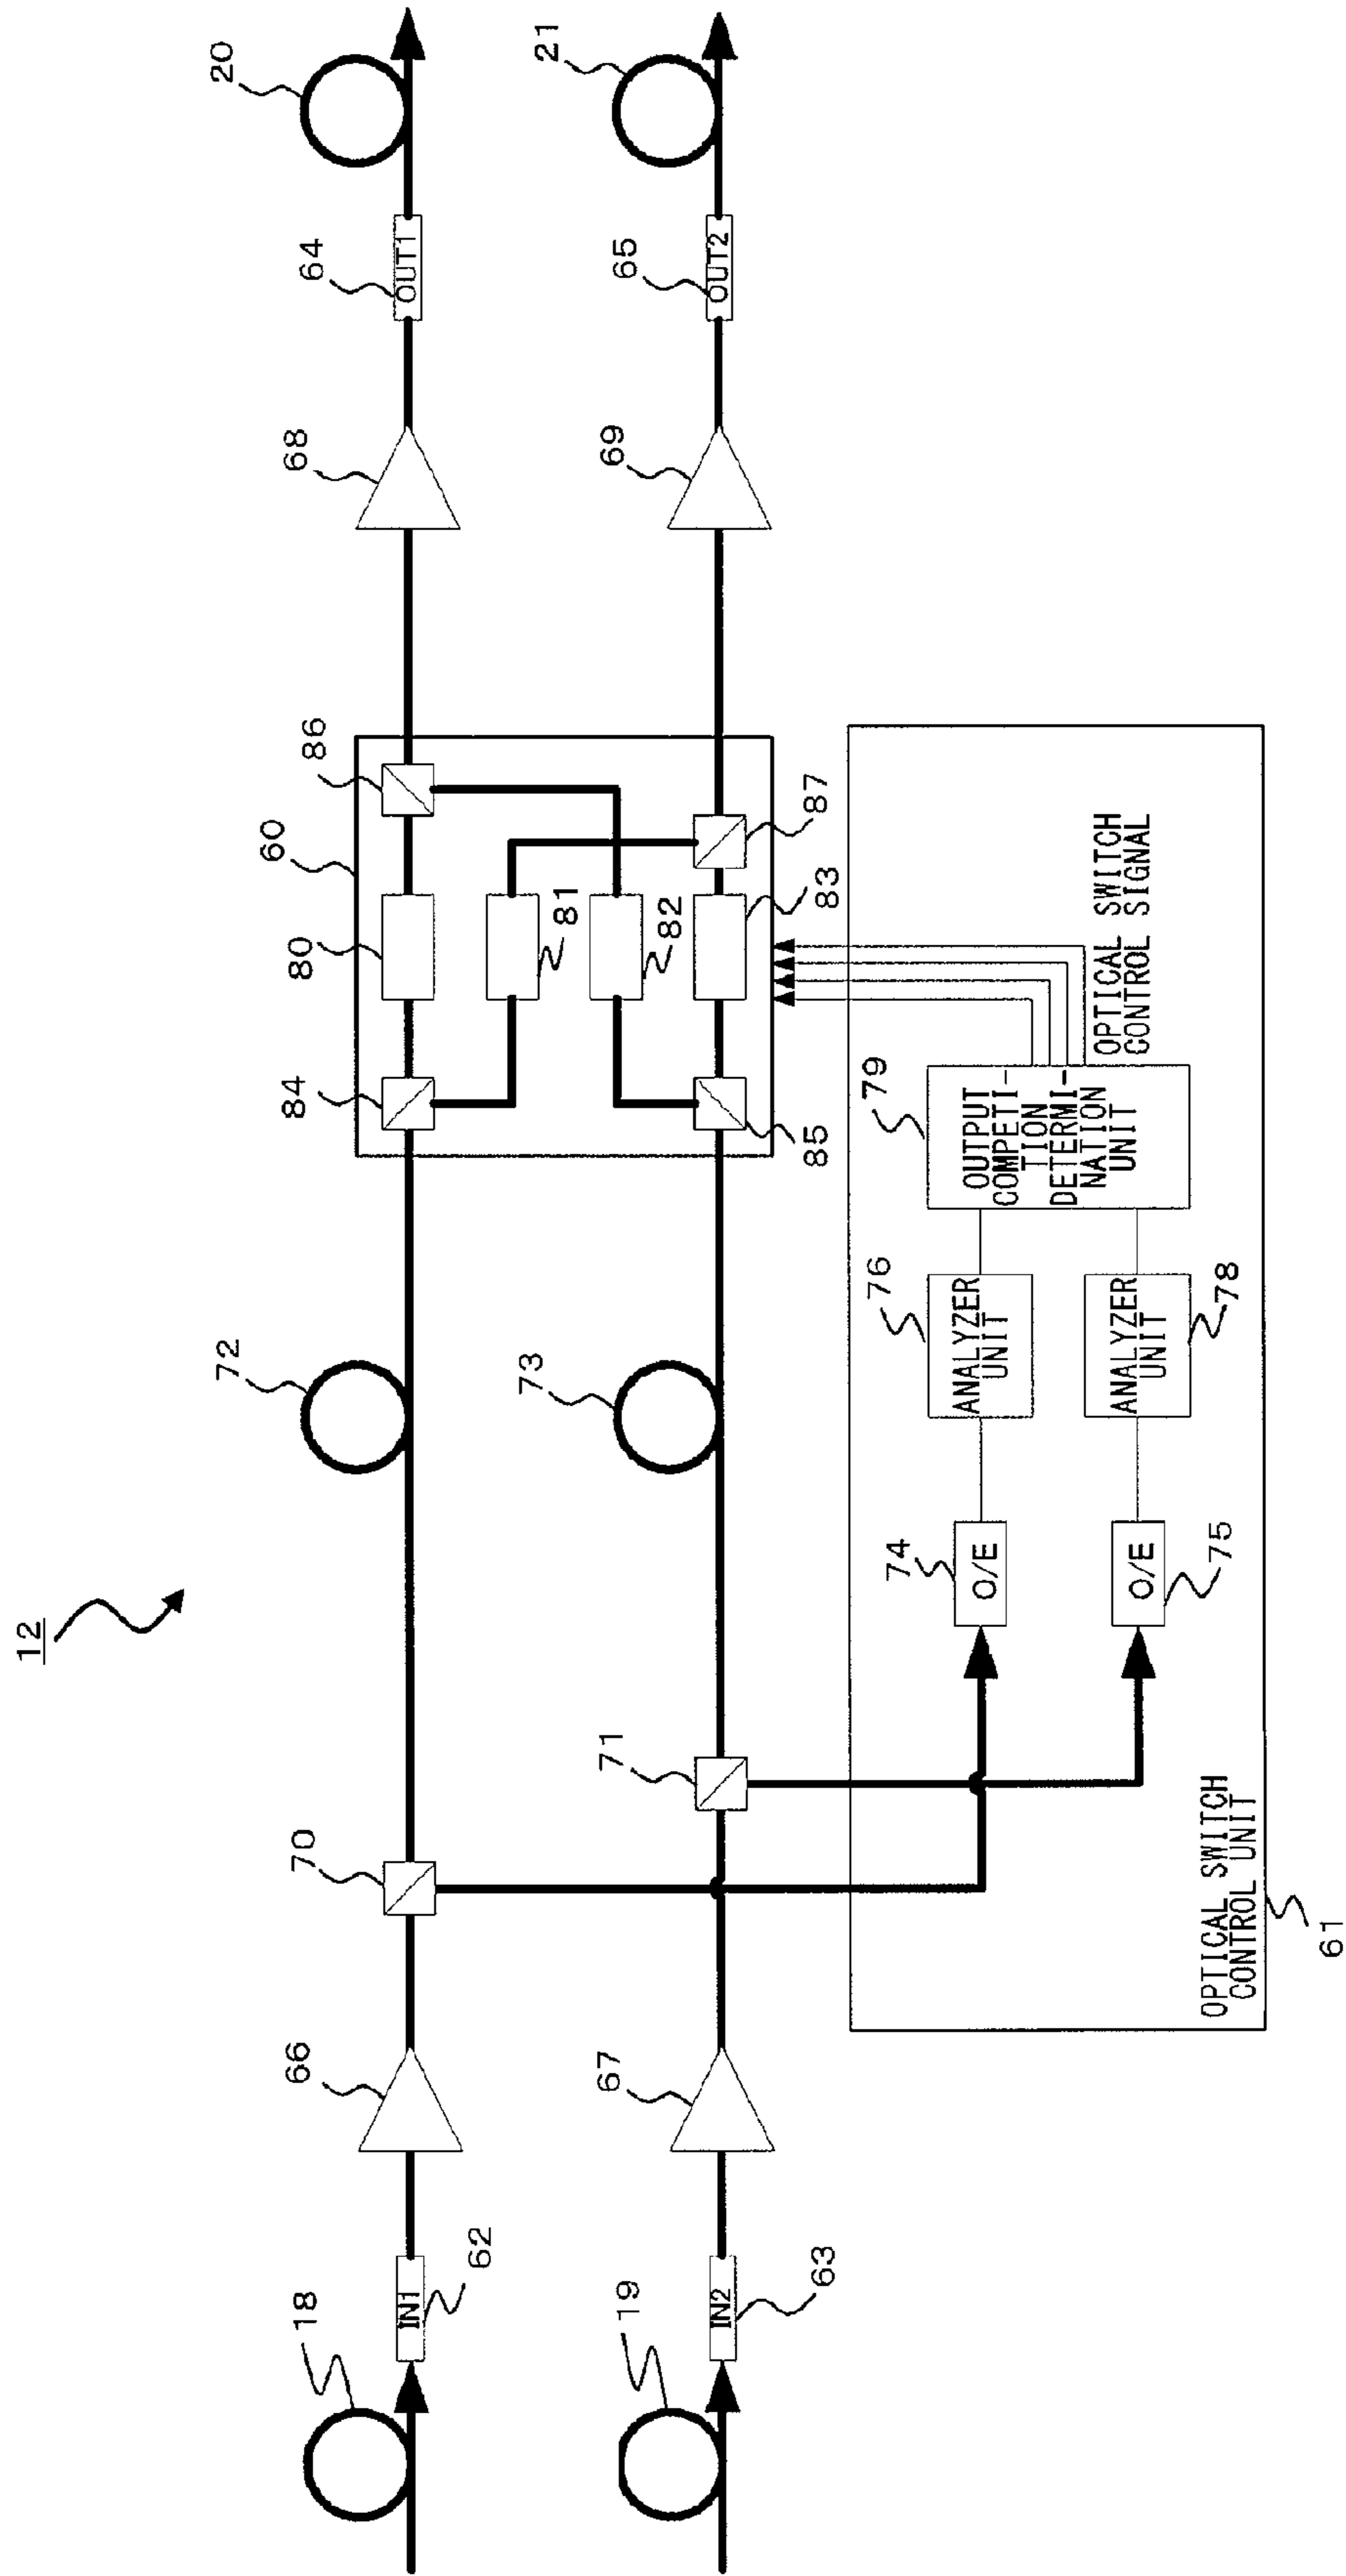 12
18
IN1
62
66
70
72
60
84
80
86
81
82
68
OUT1
64
20
19
IN2
63
67
71
73
85
83
87
69
OUT2
65
21
74
O/E
76
ANALYZER
UNIT
79
OUTPUT
COMPETI-
TION
DETERMI-
NATION
UNIT
O/E
75
ANALYZER
UNIT
78
OPTICAL SWITCH
CONTROL SIGNAL
OPTICAL SWITCH
CONTROL UNIT
61